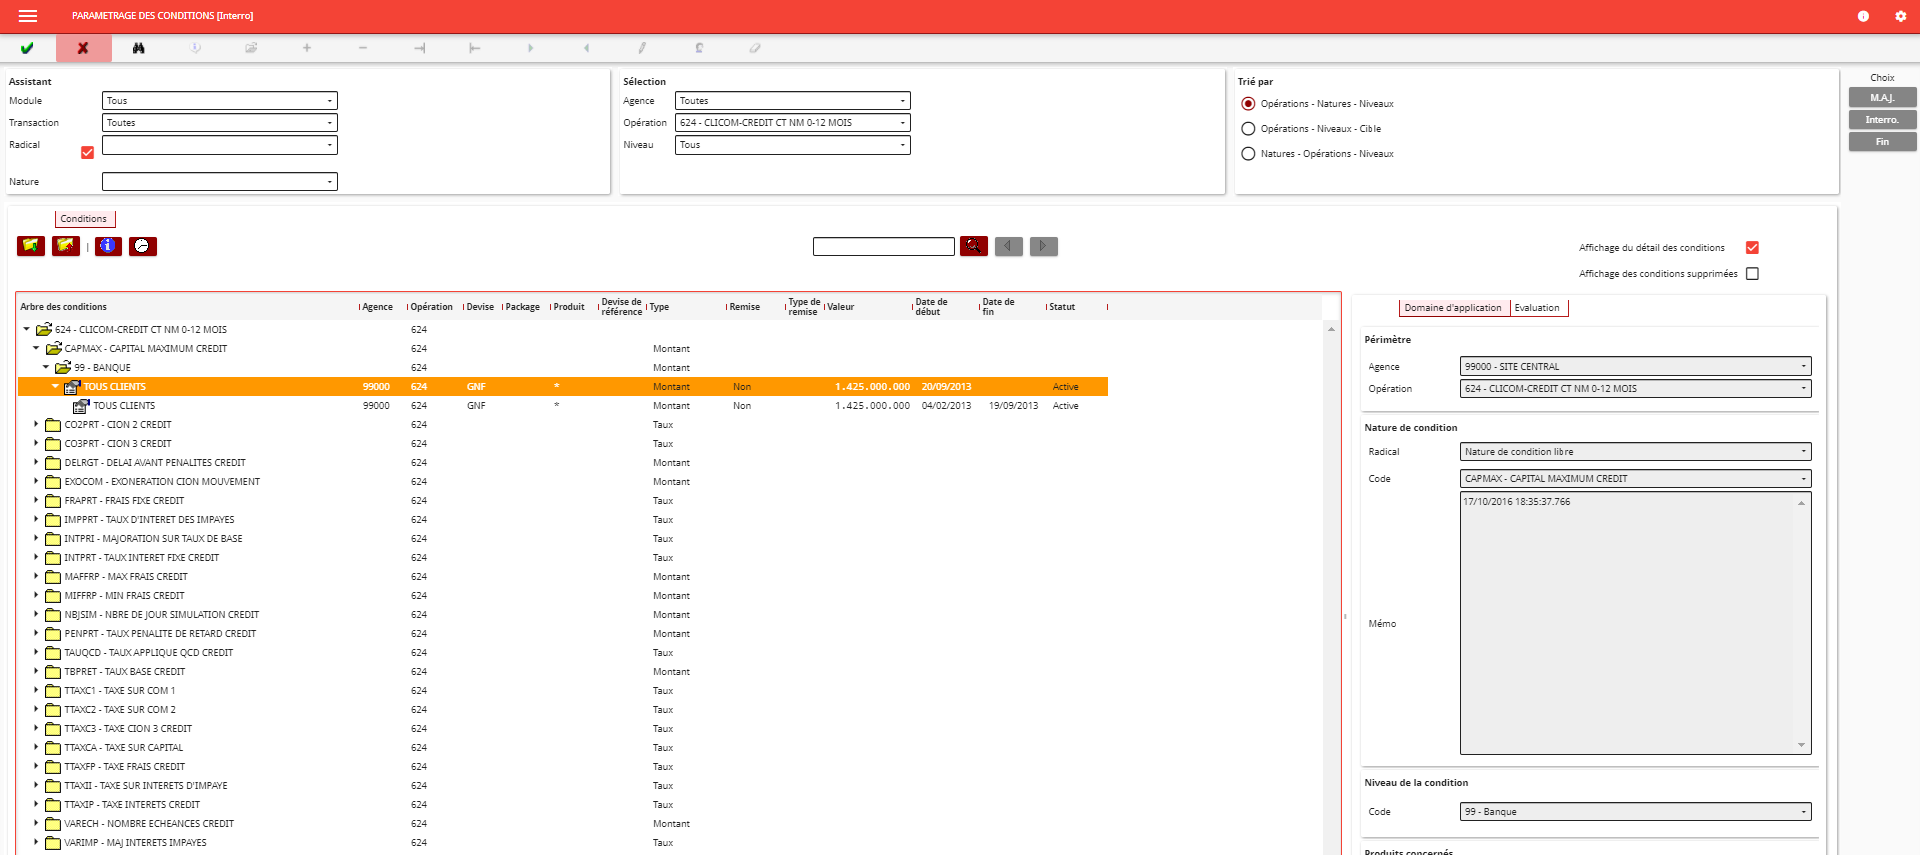 PARAMETRAGE DES CONDITIONS [Interro]
Assistant
Module Tous
Transaction Toutes
Radical
Nature
Sélection
Agence Toutes
Opération 624 - CLICOM-CREDIT CT NM 0-12 MOIS
Niveau Tous
Trié par
Opérations - Natures - Niveaux
Opérations - Niveaux - Cible
Natures - Opérations - Niveaux
Choix
M.A.J.
Interro.
Fin
Conditions
Affichage du détail des conditions
Affichage des conditions supprimées
Arbre des conditions Agence Opération Devise Package Produit Devise de référence Type Remise Type de remise Valeur Date de début Date de fin Statut
624 - CLICOM-CREDIT CT NM 0-12 MOIS 624
CAPMAX - CAPITAL MAXIMUM CREDIT 624 Montant
99 - BANQUE 624 Montant
TOUS CLIENTS 99000 624 GNF * Montant Non 1.425.000.000 20/09/2013 Active
TOUS CLIENTS 99000 624 GNF * Montant Non 1.425.000.000 04/02/2013 19/09/2013 Active
CO2PRT - CION 2 CREDIT 624 Taux
CO3PRT - CION 3 CREDIT 624 Taux
DELRGT - DELAI AVANT PENALITES CREDIT 624 Montant
EXOCOM - EXONERATION CION MOUVEMENT 624 Montant
FRAPRT - FRAIS FIXE CREDIT 624 Taux
IMPPRT - TAUX D'INTERET DES IMPAYES 624 Taux
INTPRI - MAJORATION SUR TAUX DE BASE 624 Taux
INTPRT - TAUX INTERET FIXE CREDIT 624 Taux
MAFFRP - MAX FRAIS CREDIT 624 Montant
MIFFRP - MIN FRAIS CREDIT 624 Montant
NBJSIM - NBRE DE JOUR SIMULATION CREDIT 624 Montant
PENPRT - TAUX PENALITE DE RETARD CREDIT 624 Montant
TAUQCD - TAUX APPLIQUE QCD CREDIT 624 Taux
TBPRET - TAUX BASE CREDIT 624 Montant
TTAXC1 - TAXE SUR COM 1 624 Taux
TTAXC2 - TAXE SUR COM 2 624 Taux
TTAXC3 - TAXE CION 3 CREDIT 624 Taux
TTAXCA - TAXE SUR CAPITAL 624 Taux
TTAXFP - TAXE FRAIS CREDIT 624 Taux
TTAXII - TAXE SUR INTERETS D'IMPAYE 624 Taux
TTAXIP - TAXE INTERETS CREDIT 624 Taux
VARECH - NOMBRE ECHEANCES CREDIT 624 Montant
VARIMP - MAJ INTERETS IMPAYES 624 Taux
Domaine d'application Evaluation
Périmètre
Agence 99000 - SITE CENTRAL
Opération 624 - CLICOM-CREDIT CT NM 0-12 MOIS
Nature de condition
Radical Nature de condition libre
Code CAPMAX - CAPITAL MAXIMUM CREDIT
17/10/2016 18:35:37.766
Mémo
Niveau de la condition
Code 99 - Banque
Produits concernés